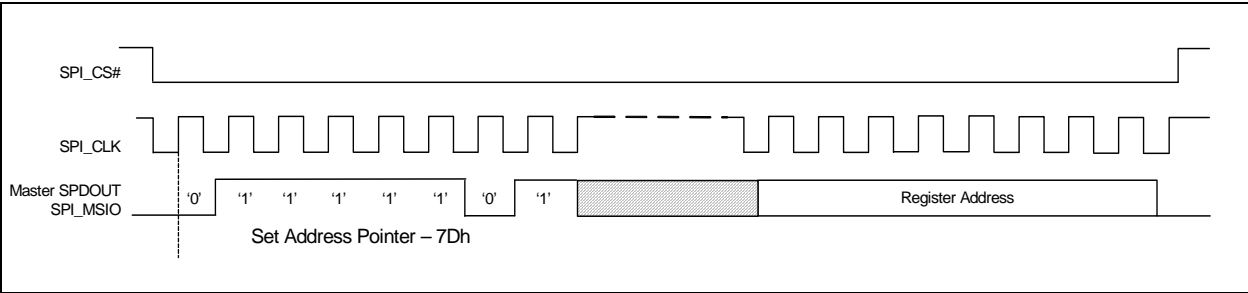 SPI_CS#
SPI_CLK
Master SPDOUT
SPI_MSIO
‘0’ ‘1’ ‘1’ ‘1’ ‘1’ ‘1’ ‘0’ ‘1’ Register Address
Set Address Pointer – 7Dh